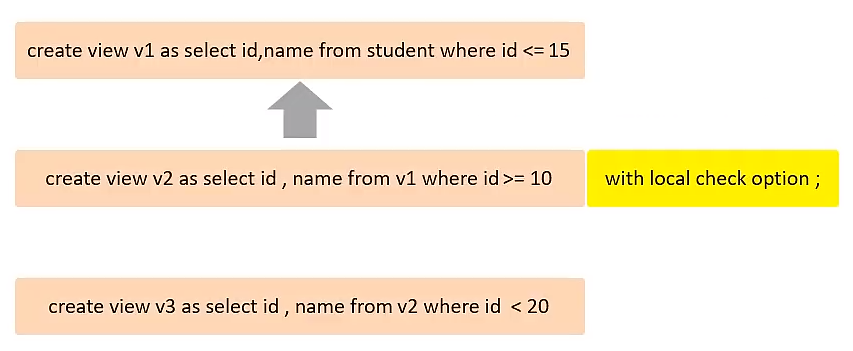 create view v1 as select id,name from student where id <= 15
create view v2 as select id , name from v1 where id >= 10 with local check option ;
create view v3 as select id , name from v2 where id < 20